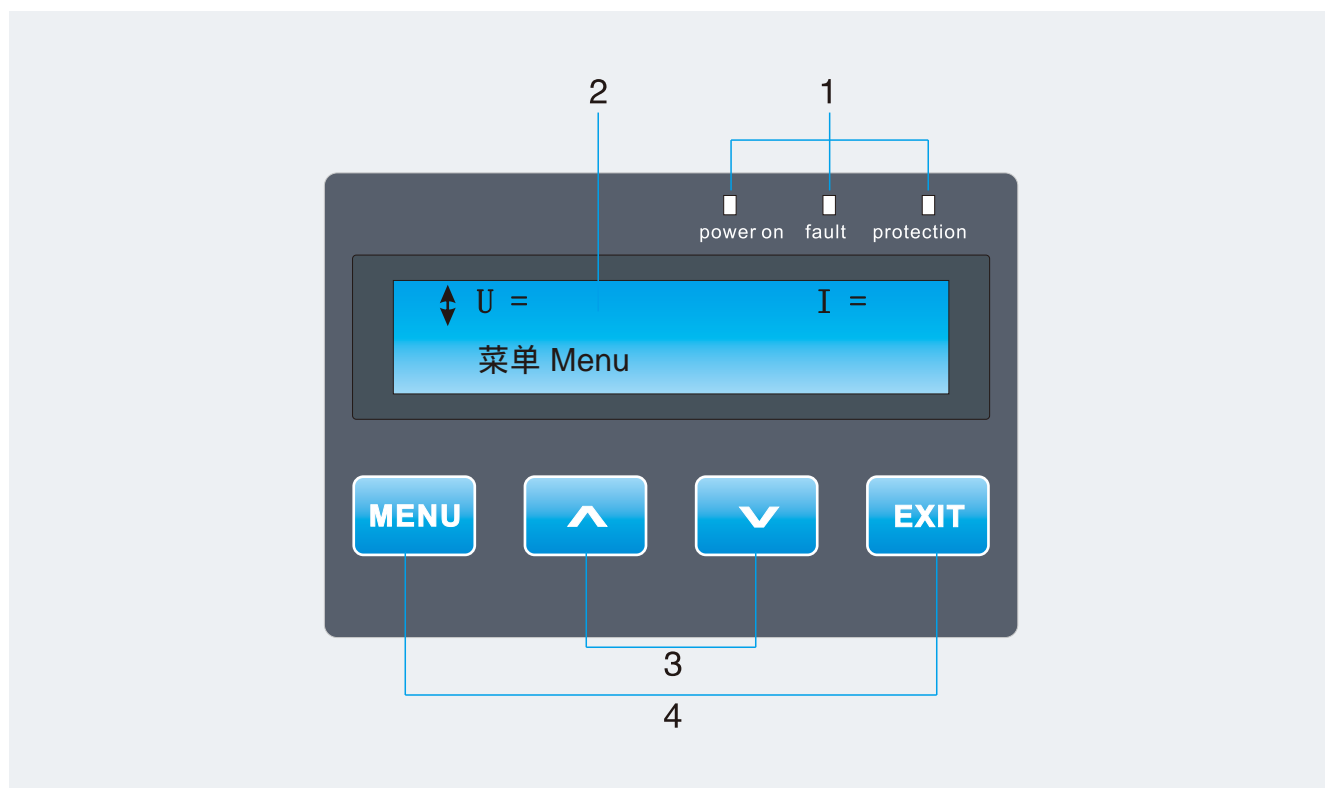 2 1
power on fault protection
U = I =
菜单 Menu
MENU ʌ v EXIT
3
4